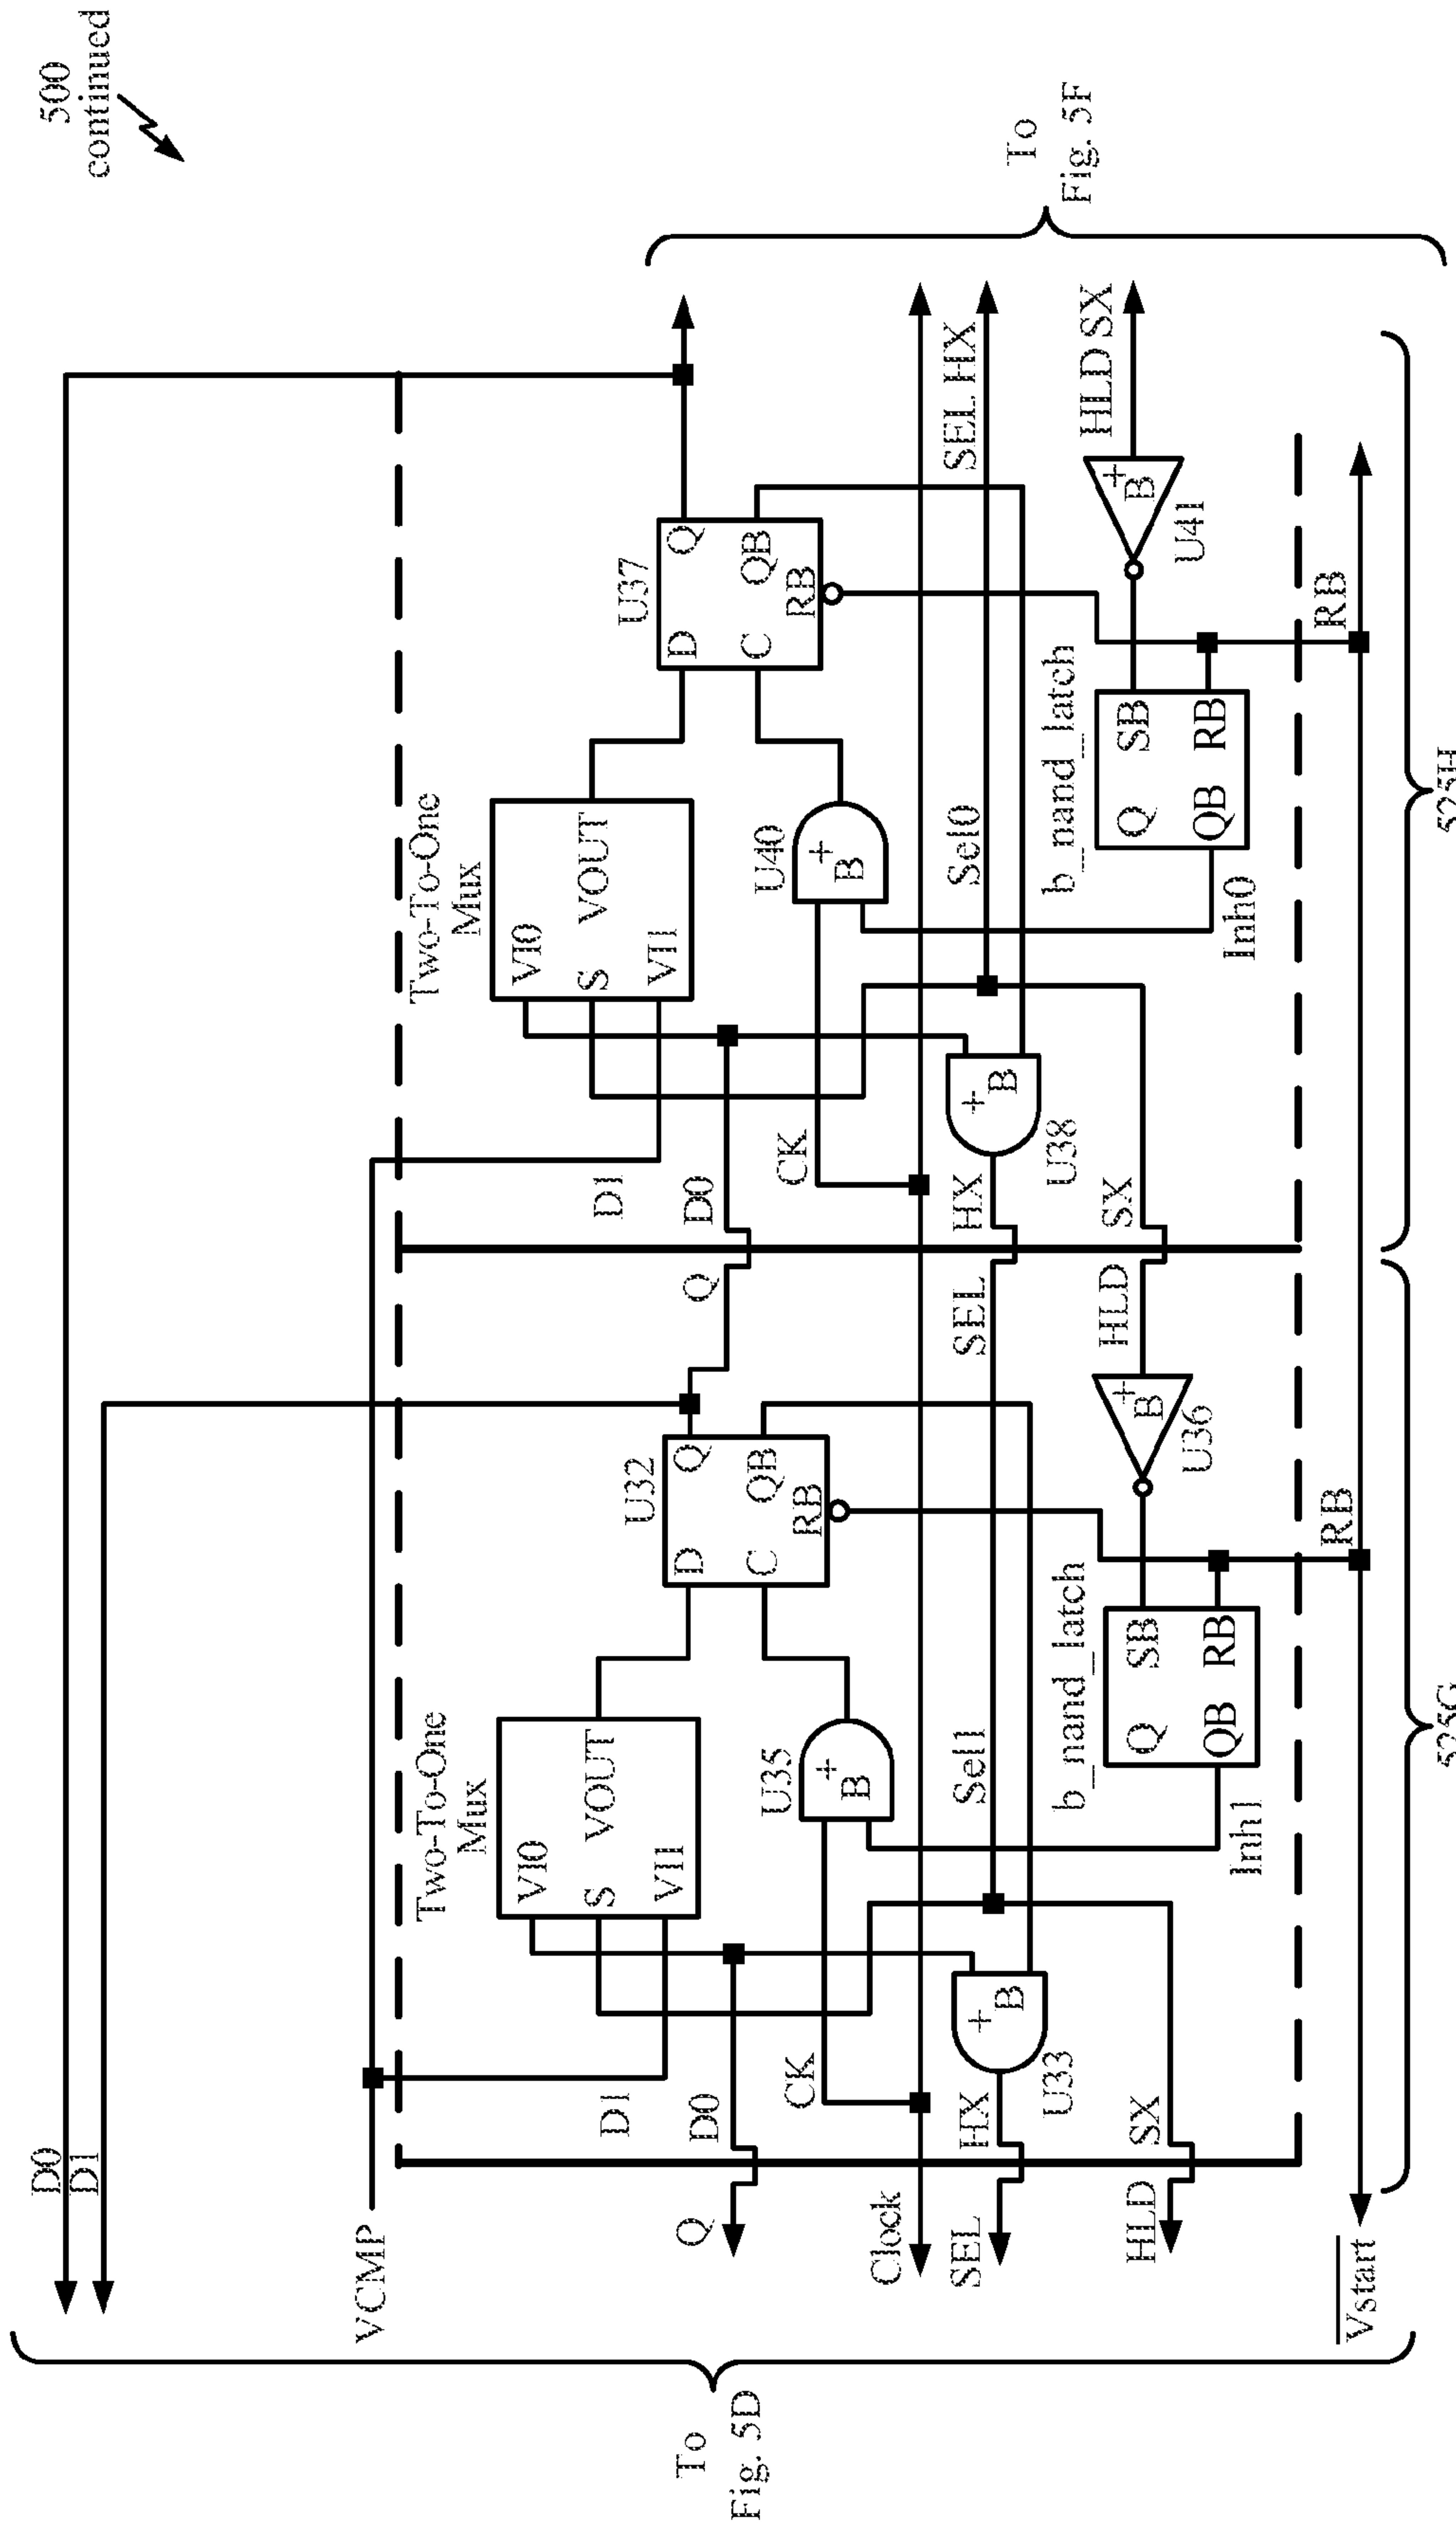 500
continued
D0
D1
VCMP
To
Fig. 5D
To
Fig. 5F
Two-To-One
Mux
VI0
S
VOUT
VI1
D1
D0
Q
U32
D
Q
C
QB
RB
U35
+
B
CK
Clock
Sel1
SEL
HX
U33
+
B
HLD
SX
b_nand_latch
Q
SB
QB
RB
Inh1
U36
+
B
RB
Vstart
525G
Two-To-One
Mux
VI0
S
VOUT
VI1
D1
D0
Q
U37
D
Q
C
QB
RB
U40
+
B
CK
Sel0
SEL HX
SEL
HX
U38
+
B
HLD
SX
b_nand_latch
Q
SB
QB
RB
Inh0
U41
+
B
HLD SX
RB
525H